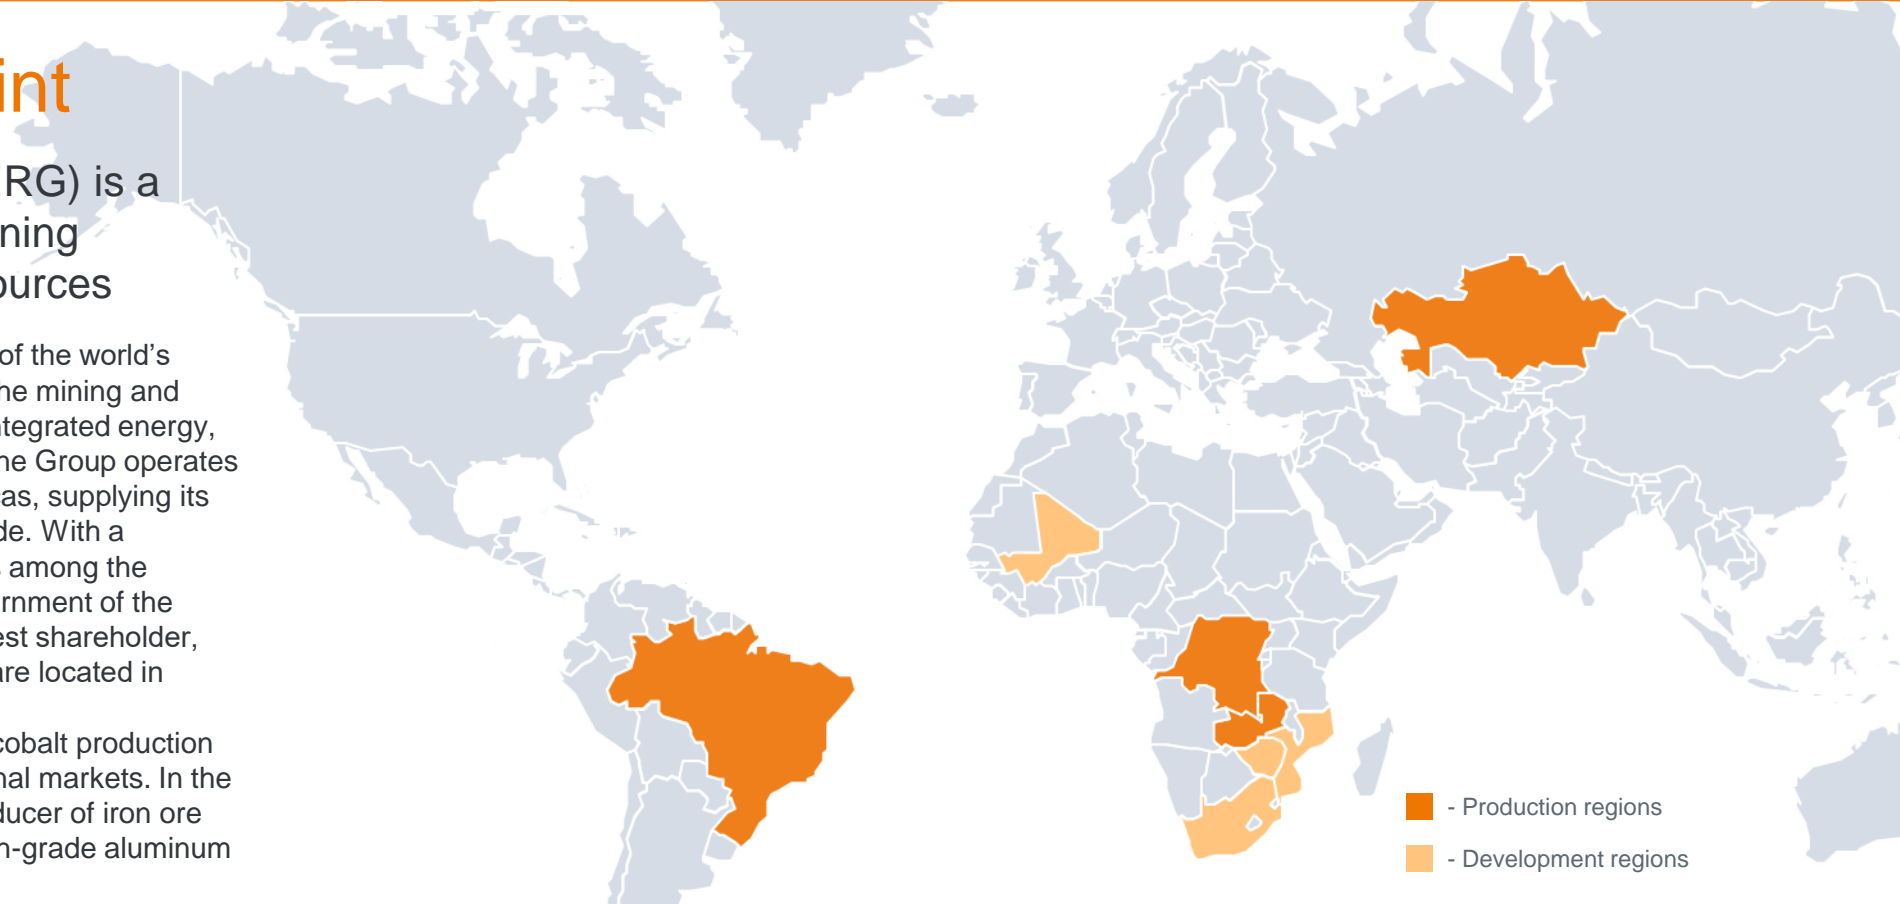 int
RG) is a
ning
ources
of the world's
he mining and
ntegrated energy,
he Group operates
cas, supplying its
de. With a
s among the
rnment of the
est shareholder,
are located in
cobalt production
nal markets. In the
ducer of iron ore
h-grade aluminum
- Production regions
- Development regions